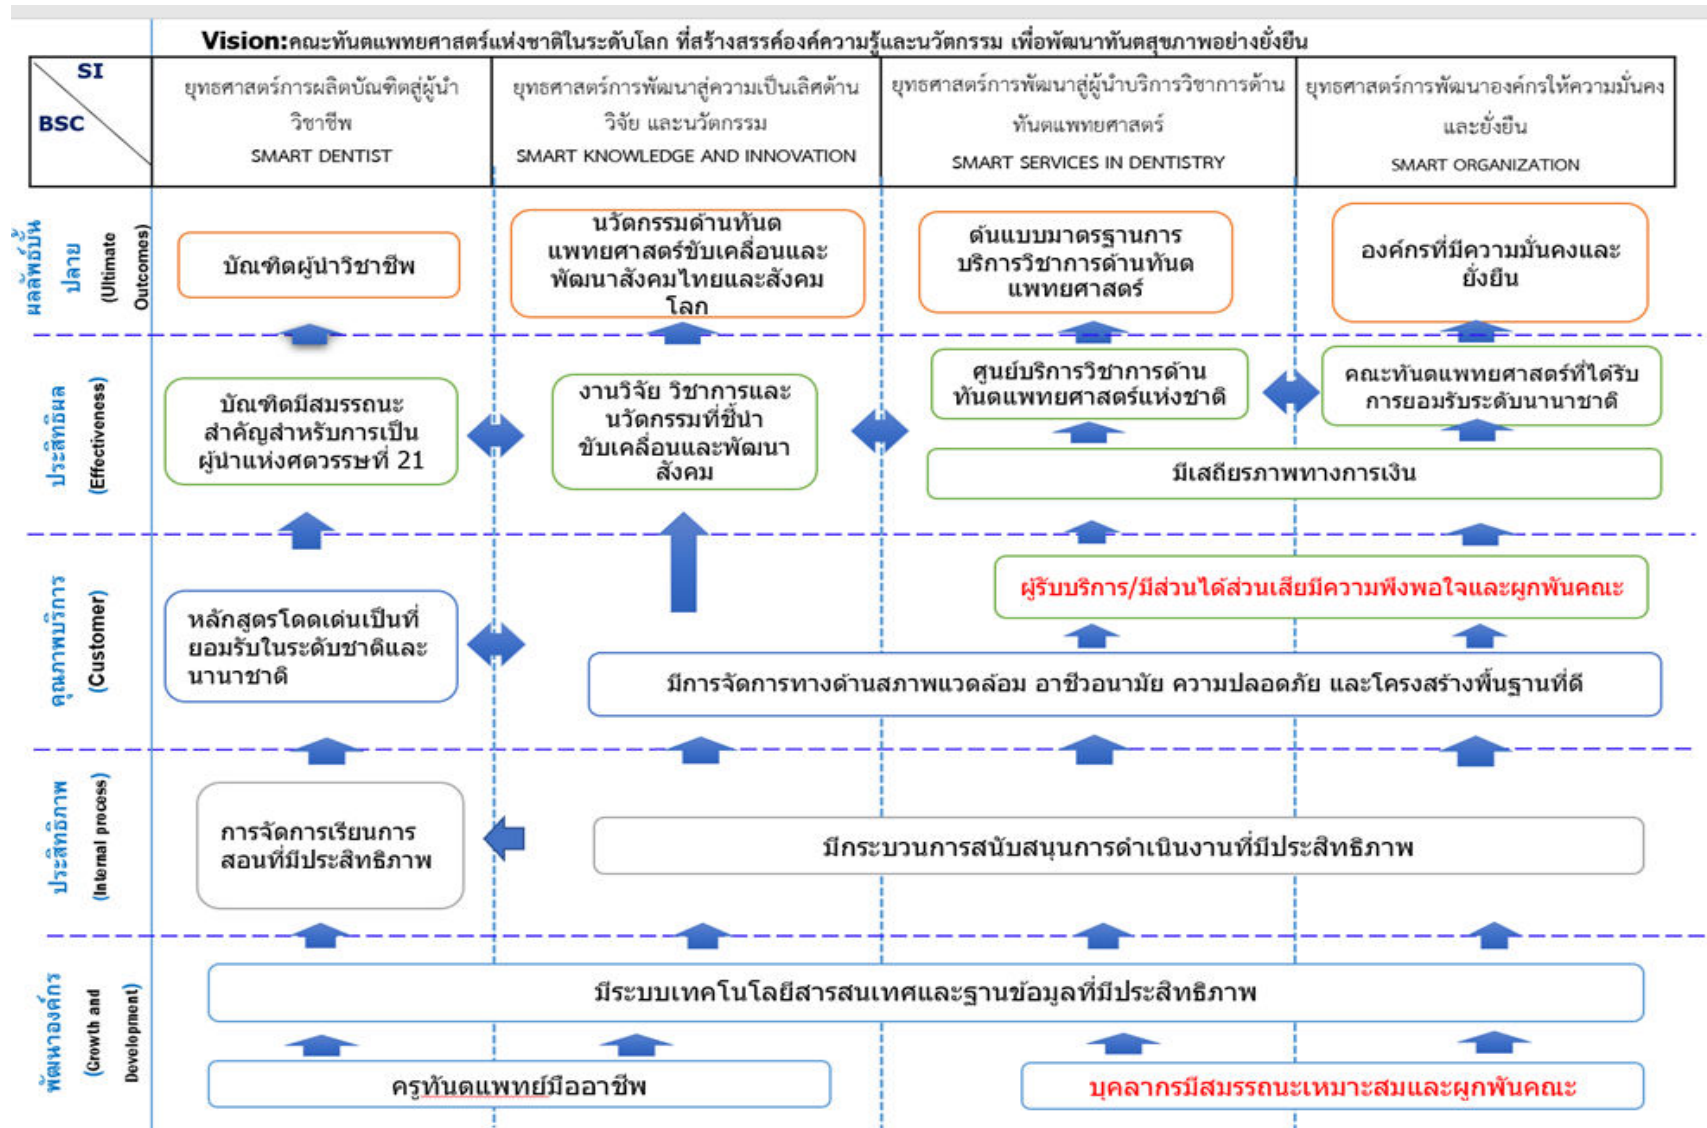 Vision:คณะทันตแพทยศาสตร์แห่งชาติในระดับโลก ที่สร้างสรรค์องค์ความรู้และนวัตกรรม เพื่อพัฒนาทันตสุขภาพอย่างยั่งยืน
SI
BSC
ยุทธศาสตร์การผลิตบัณฑิตสู่ผู้นำ
วิชาชีพ
SMART DENTIST
ยุทธศาสตร์การพัฒนาสู่ความเป็นเลิศด้าน
วิจัย และนวัตกรรม
SMART KNOWLEDGE AND INNOVATION
ยุทธศาสตร์การพัฒนาสู่ผู้นำบริการวิชาการด้าน
ทันตแพทยศาสตร์
SMART SERVICES IN DENTISTRY
ยุทธศาสตร์การพัฒนาองค์กรให้ความมั่นคง
และยั่งยืน
SMART ORGANIZATION
ผลลัพธ์บั้น
ปลาย
(Ultimate
Outcomes)
บัณฑิตผู้นำวิชาชีพ
นวัตกรรมด้านทันต
แพทยศาสตร์ขับเคลื่อนและ
พัฒนาสังคมไทยและสังคม
โลก
ต้นแบบมาตรฐานการ
บริการวิชาการด้านทันต
แพทยศาสตร์
องค์กรที่มีความมั่นคงและ
ยั่งยืน
ประสิทธิผล
(Effectiveness)
บัณฑิตมีสมรรถนะ
สำคัญสำหรับการเป็น
ผู้นำแห่งศตวรรษที่ 21
งานวิจัย วิชาการและ
นวัตกรรมที่ชี้นำ
ขับเคลื่อนและพัฒนา
สังคม
ศูนย์บริการวิชาการด้าน
ทันตแพทยศาสตร์แห่งชาติ
คณะทันตแพทยศาสตร์ที่ได้รับ
การยอมรับระดับนานาชาติ
มีเสถียรภาพทางการเงิน
คุณภาพบริการ
(Customer)
ผู้รับบริการ/มีส่วนได้ส่วนเสียมีความพึงพอใจและผูกพันคณะ
หลักสูตรโดดเด่นเป็นที่
ยอมรับในระดับชาติและ
นานาชาติ
มีการจัดการทางด้านสภาพแวดล้อม อาชีวอนามัย ความปลอดภัย และโครงสร้างพื้นฐานที่ดี
ประสิทธิภาพ
(Internal process)
การจัดการเรียนการ
สอนที่มีประสิทธิภาพ
มีกระบวนการสนับสนุนการดำเนินงานที่มีประสิทธิภาพ
พัฒนาองค์กร
(Growth and
Development)
มีระบบเทคโนโลยีสารสนเทศและฐานข้อมูลที่มีประสิทธิภาพ
ครูทันตแพทย์มืออาชีพ
บุคลากรมีสมรรถนะเหมาะสมและผูกพันคณะ